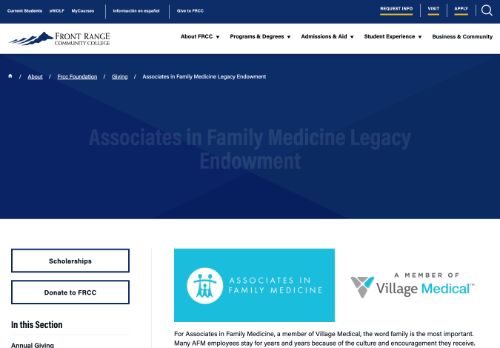 Current Students eWOLF MyCourses Información en español Give to FRCC REQUEST INFO VISIT APPLY
FRONT RANGE
COMMUNITY COLLEGE
About FRCC Programs & Degrees Admissions & Aid Student Experience Business & Community
/ About / Frcc Foundation / Giving / Associates in Family Medicine Legacy Endowment
Associates in Family Medicine Legacy
Endowment
Scholarships
Donate to FRCC
In this Section
Annual Giving
ASSOCIATES IN
FAMILY MEDICINE
A MEMBER OF
Village Medical™
For Associates in Family Medicine, a member of Village Medical, the word family is the most important.
Many AFM employees stay for years and years because of the culture and encouragement they receive.